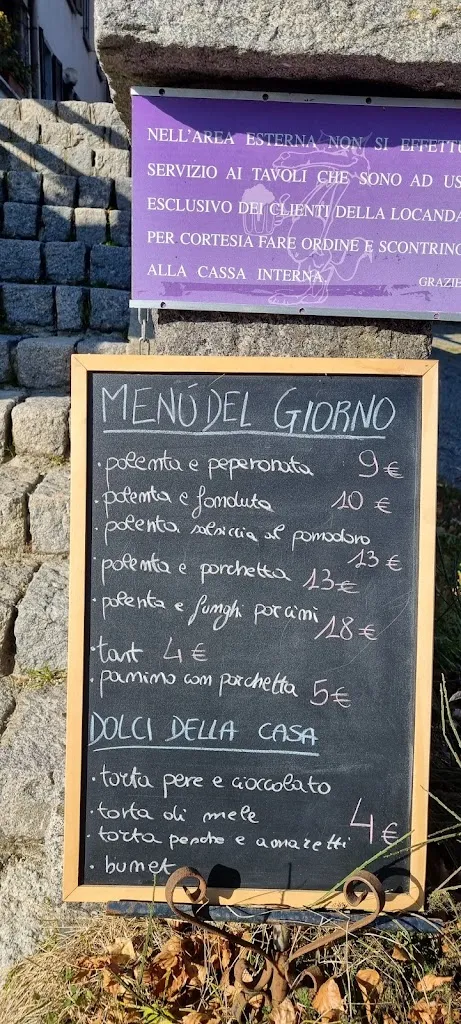 NELL'AREA ESTERNA NON SI EFFETTU
SERVIZIO AI TAVOLI CHE SONO AD US
ESCLUSIVO DEI CLIENTI DELLA LOCANDA
PER CORTESIA FARE ORDINE E SCONTRINO
ALLA CASSA INTERNA GRAZIE
MENÚ DEL GIORNO
• polenta e peperonata 9 €
• polenta e fonduta 10 €
• polenta, salsiccia al pomodoro
13 €
• polenta e porchetta 13 €
• polenta e funghi porcini
18 €
• tart 4 €
• panino con porchetta 5 €
DOLCI DELLA CASA
• torta pere e cioccolato
• torta di mele
4 €
• torta pesche e amaretti
• bunet